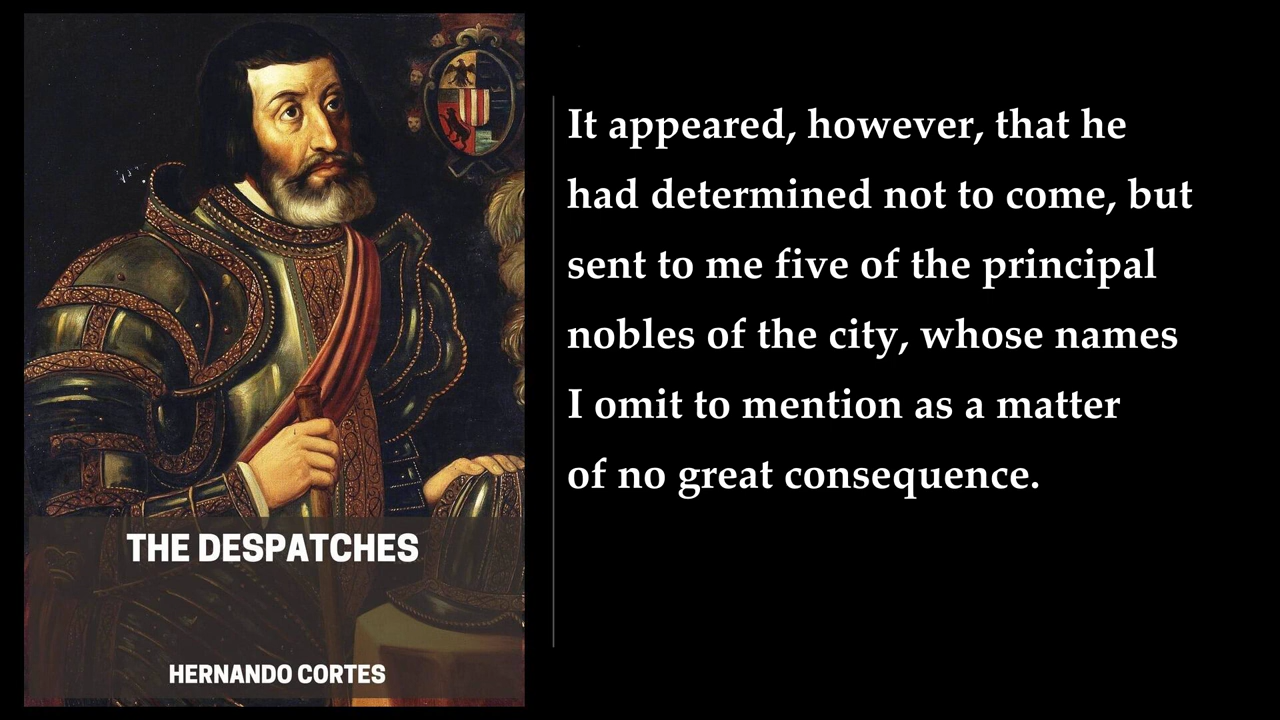 THE DESPATCHES
HERNANDO CORTES
It appeared, however, that he
had determined not to come, but
sent to me five of the principal
nobles of the city, whose names
I omit to mention as a matter
of no great consequence.